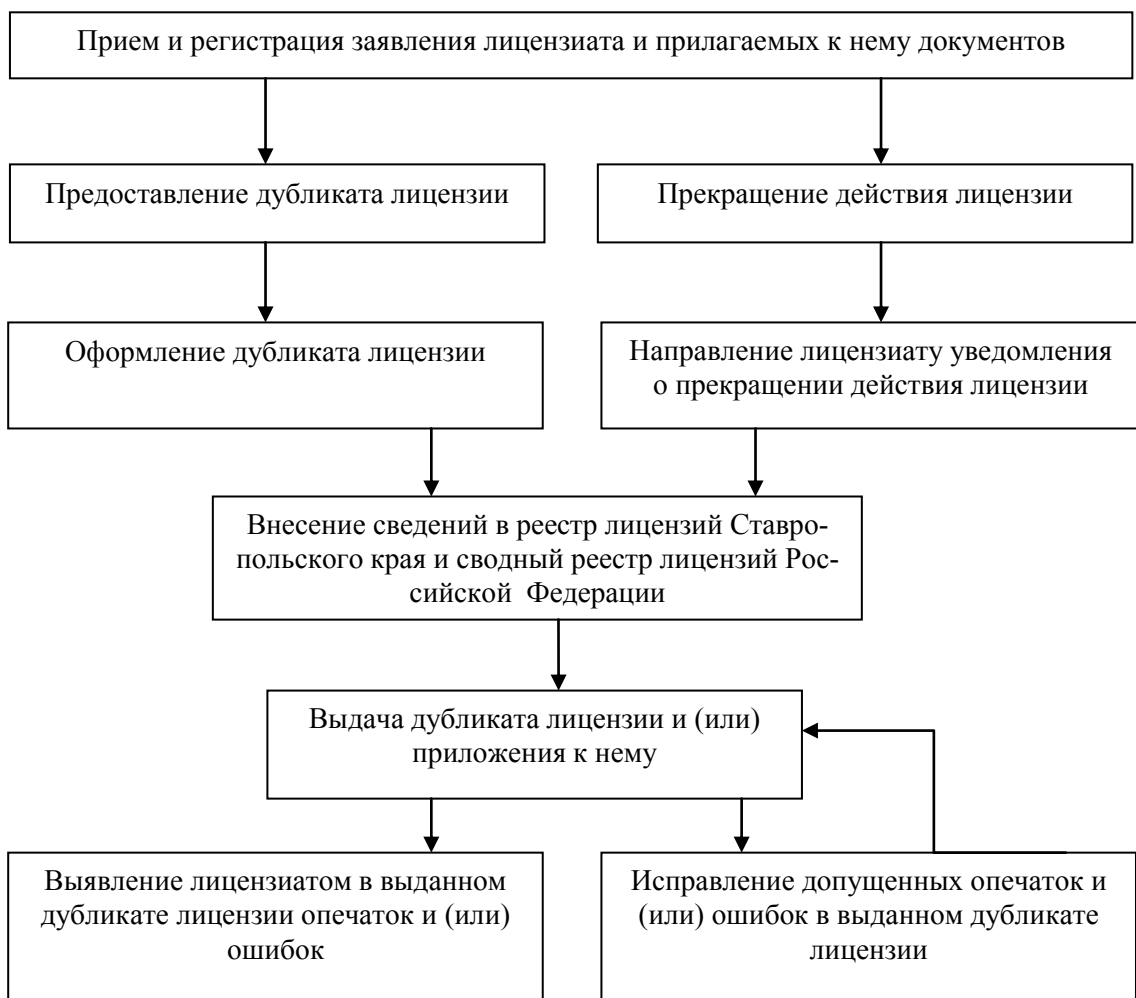 Прием и регистрация заявления лицензиата и прилагаемых к нему документов
Предоставление дубликата лицензии
Прекращение действия лицензии
Оформление дубликата лицензии
Направление лицензиату уведомления
о прекращении действия лицензии
Внесение сведений в реестр лицензий Ставро-
польского края и сводный реестр лицензий Рос-
сийской Федерации
Выдача дубликата лицензии и (или)
приложения к нему
Выявление лицензиатом в выданном
дубликате лицензии опечаток и (или)
ошибок
Исправление допущенных опечаток и
(или) ошибок в выданном дубликате
лицензии